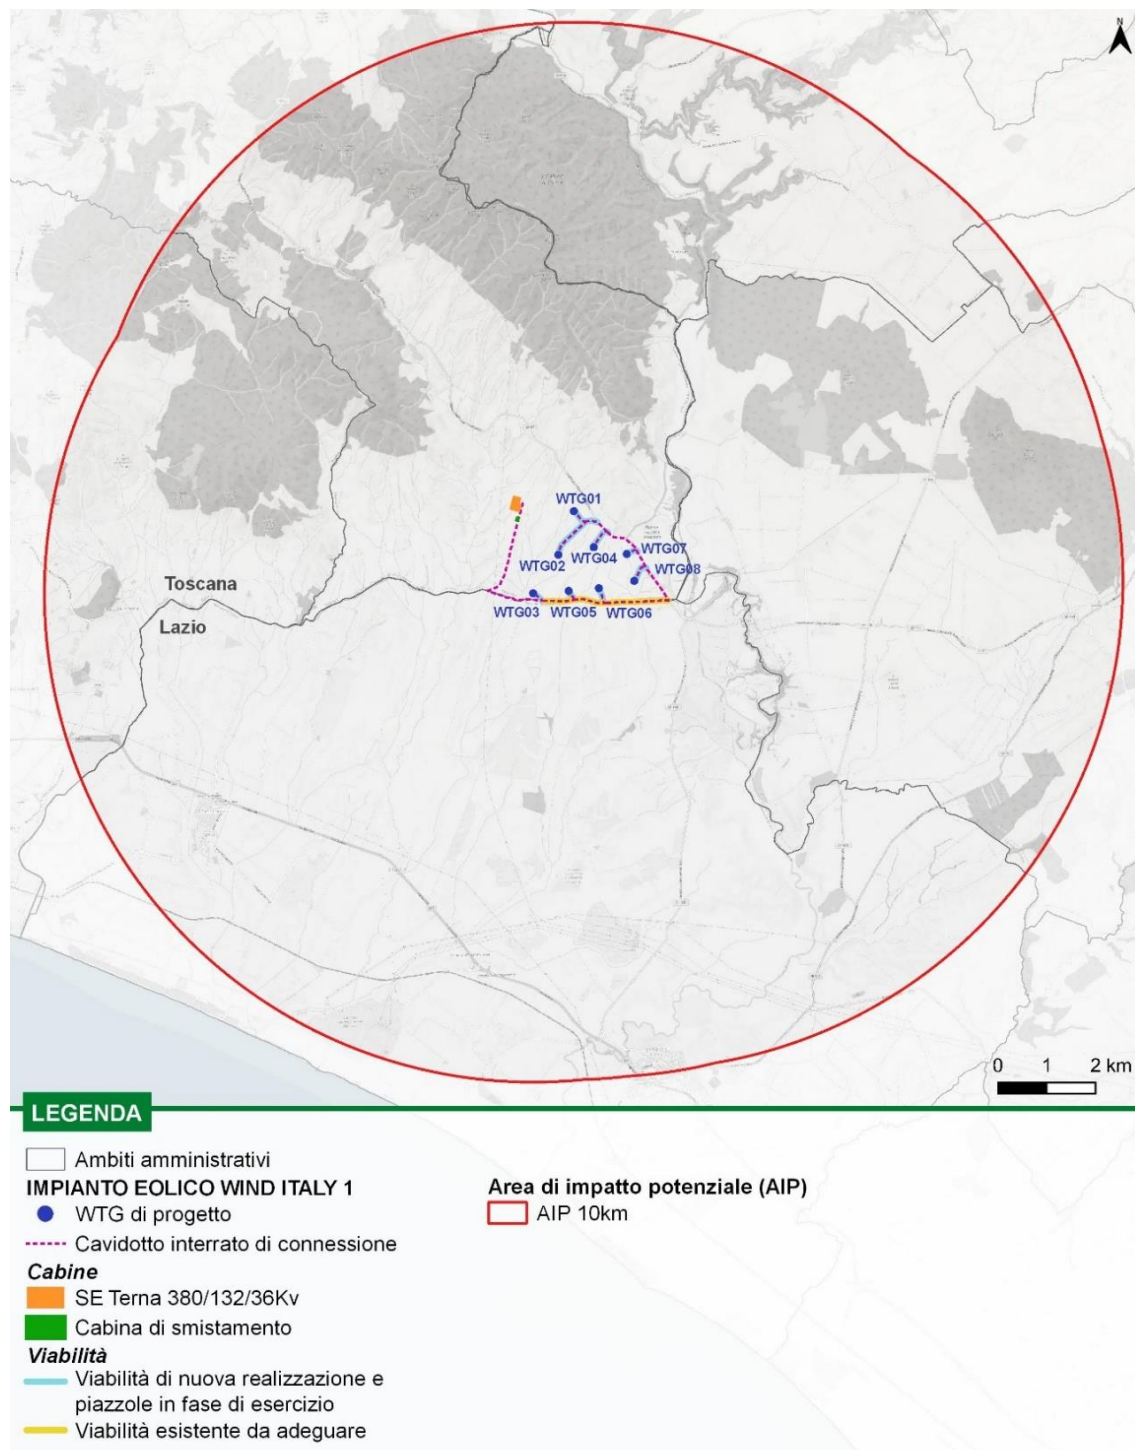 N
WTG01
WTG07
WTG02
WTG04
WTG08
Toscana
Lazio
WTG03
WTG05
WTG06
0 1 2 km
LEGENDA
Ambiti amministrativi
IMPIANTO EOLICO WIND ITALY 1
WTG di progetto
Cavidotto interrato di connessione
Cabine
SE Terna 380/132/36Kv
Cabina di smistamento
Viabilità
Viabilità di nuova realizzazione e
piazzole in fase di esercizio
Viabilità esistente da adeguare
Area di impatto potenziale (AIP)
AIP 10km